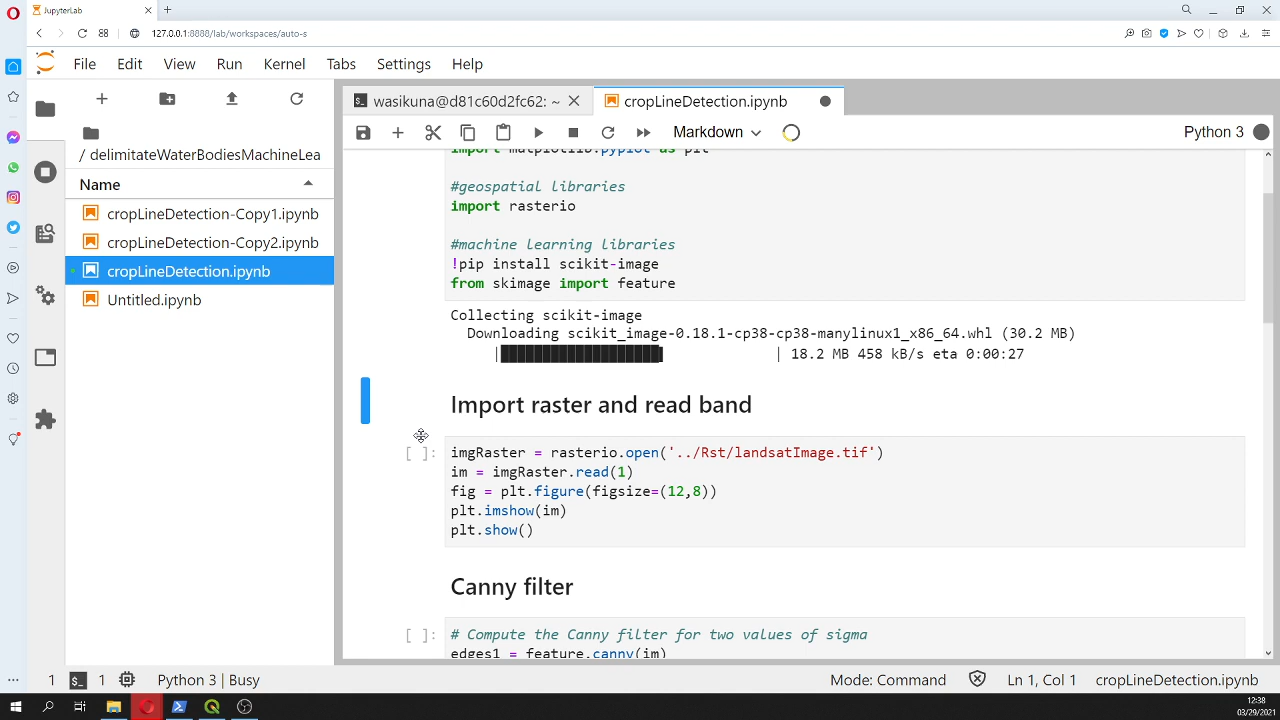 JupyterLab
127.0.0.1:8888/lab/workspaces/auto-s
File Edit View Run Kernel Tabs Settings Help
wasikuna@d81c60d2fc62: ~
cropLineDetection.ipynb
Markdown
Python 3
/ delimitateWaterBodiesMachineLea
Name
cropLineDetection-Copy1.ipynb
cropLineDetection-Copy2.ipynb
cropLineDetection.ipynb
Untitled.ipynb
import matplotlib.pyplot as plt
#geospatial libraries
import rasterio
#machine learning libraries
!pip install scikit-image
from skimage import feature
Collecting scikit-image
Downloading scikit_image-0.18.1-cp38-cp38-manylinux1_x86_64.whl (30.2 MB)
| | 18.2 MB 458 kB/s eta 0:00:27
Import raster and read band
[ ]: imgRaster = rasterio.open('../Rst/landsatImage.tif')
im = imgRaster.read(1)
fig = plt.figure(figsize=(12,8))
plt.imshow(im)
plt.show()
Canny filter
[ ]: # Compute the Canny filter for two values of sigma
edges1 = feature.canny(im)
1 $_ 1 Python 3 | Busy
Mode: Command
Ln 1, Col 1
cropLineDetection.ipynb
12:38
03/29/2021